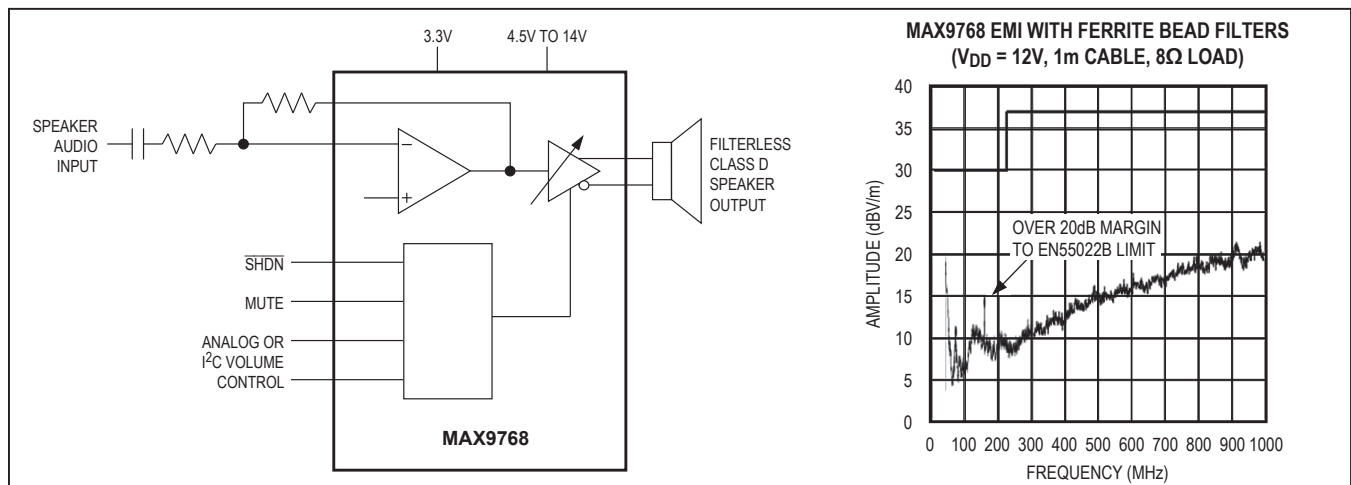 3.3V
4.5V TO 14V
SPEAKER
AUDIO
INPUT
−
+
FILTERLESS
CLASS D
SPEAKER
OUTPUT
SHDN
MUTE
ANALOG OR
I²C VOLUME
CONTROL
MAX9768
MAX9768 EMI WITH FERRITE BEAD FILTERS
(VDD = 12V, 1m CABLE, 8Ω LOAD)
AMPLITUDE (dBV/m)
40
35
30
25
20
15
10
5
0
OVER 20dB MARGIN
TO EN55022B LIMIT
0 100 200 300 400 500 600 700 800 900 1000
FREQUENCY (MHz)